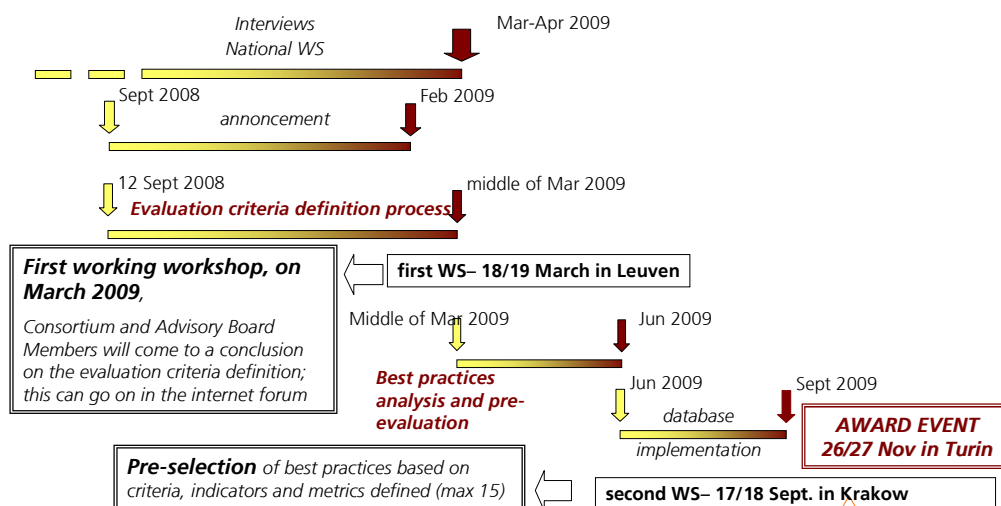 Interviews
National WS
Mar-Apr 2009
Sept 2008
Feb 2009
annoncement
12 Sept 2008
middle of Mar 2009
Evaluation criteria definition process
First working workshop, on
March 2009,
Consortium and Advisory Board
Members will come to a conclusion
on the evaluation criteria definition;
this can go on in the internet forum
first WS– 18/19 March in Leuven
Middle of Mar 2009
Jun 2009
Best practices
analysis and pre-
evaluation
Jun 2009
Sept 2009
database
implementation
AWARD EVENT
26/27 Nov in Turin
Pre-selection of best practices based on
criteria, indicators and metrics defined (max 15)
second WS– 17/18 Sept. in Krakow